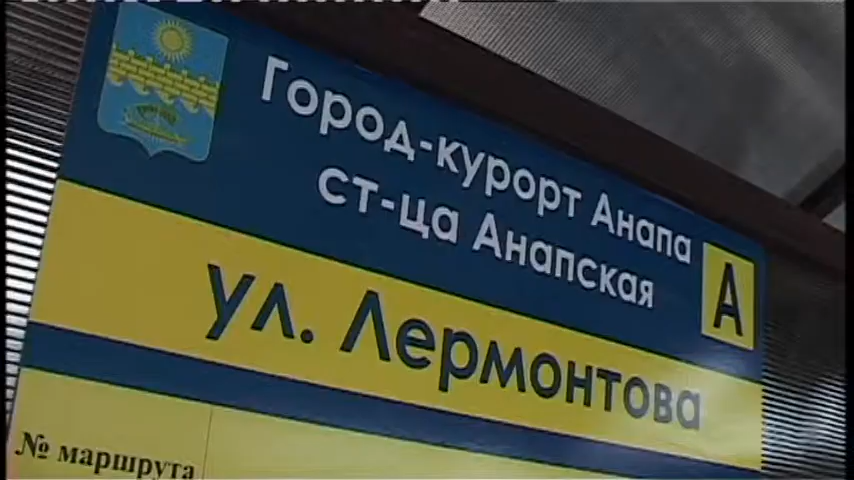 Город-курорт Анапа
ст-ца Анапская
А
ул. Лермонтова
№ маршрута